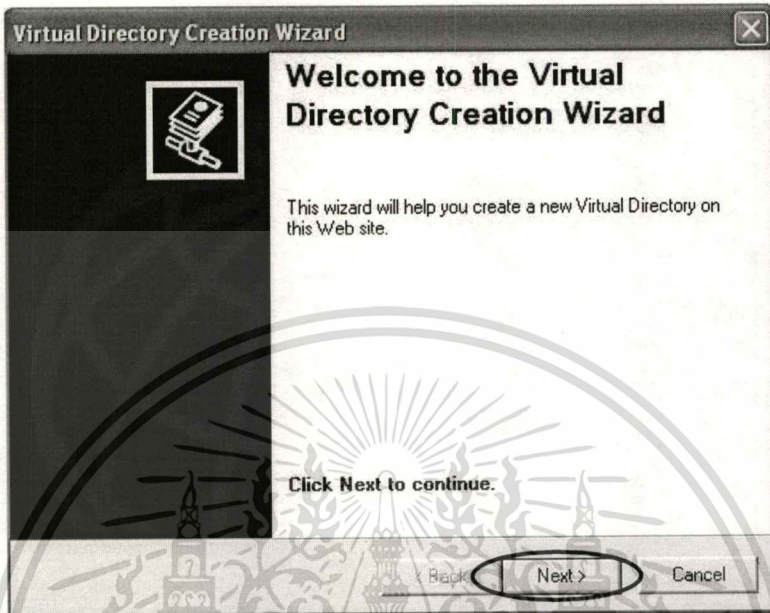 Virtual Directory Creation Wizard
Welcome to the Virtual
Directory Creation Wizard
This wizard will help you create a new Virtual Directory on
this Web site.
Click Next to continue.
< Back
Next >
Cancel